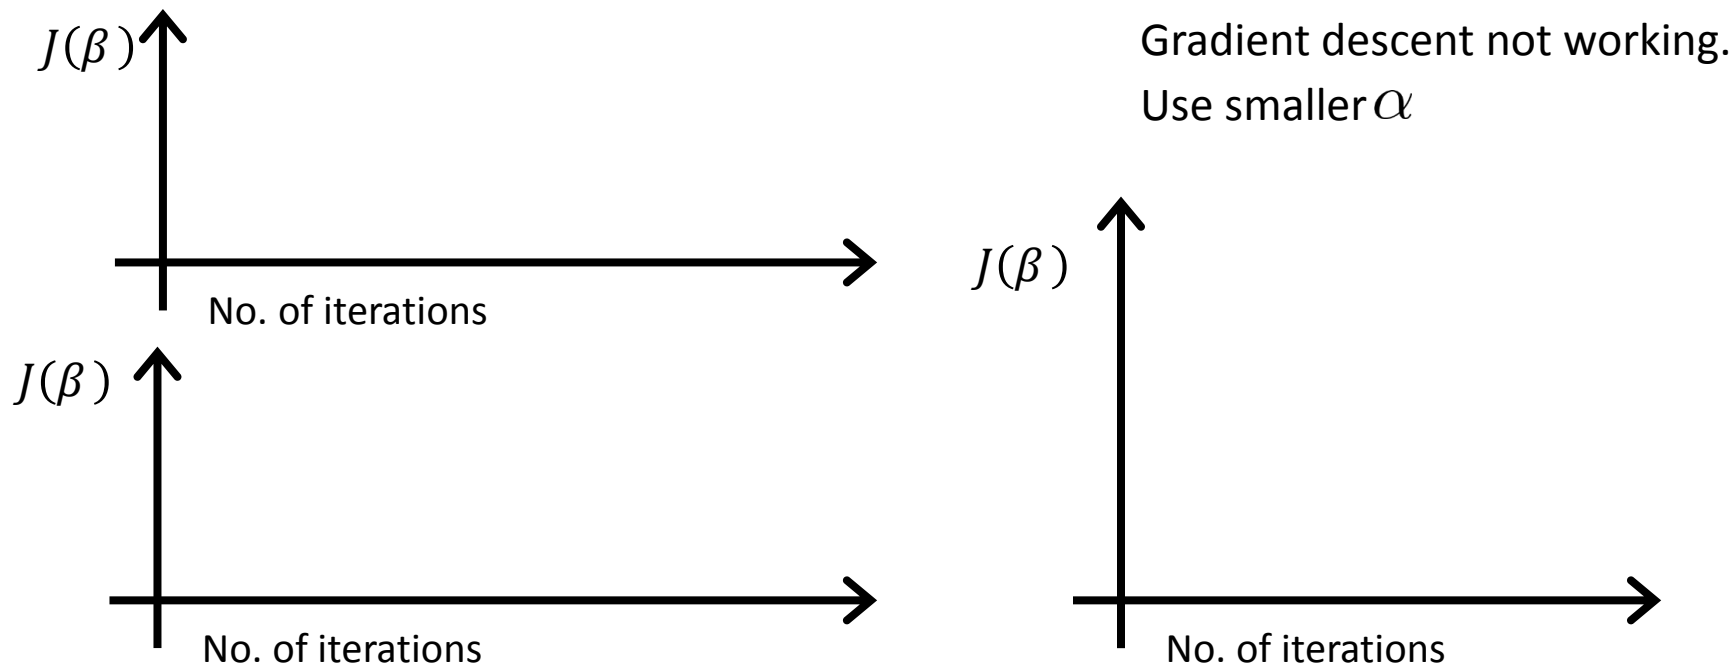 J(β)
No. of iterations
J(β)
No. of iterations
Gradient descent not working.
Use smaller α
J(β)
No. of iterations